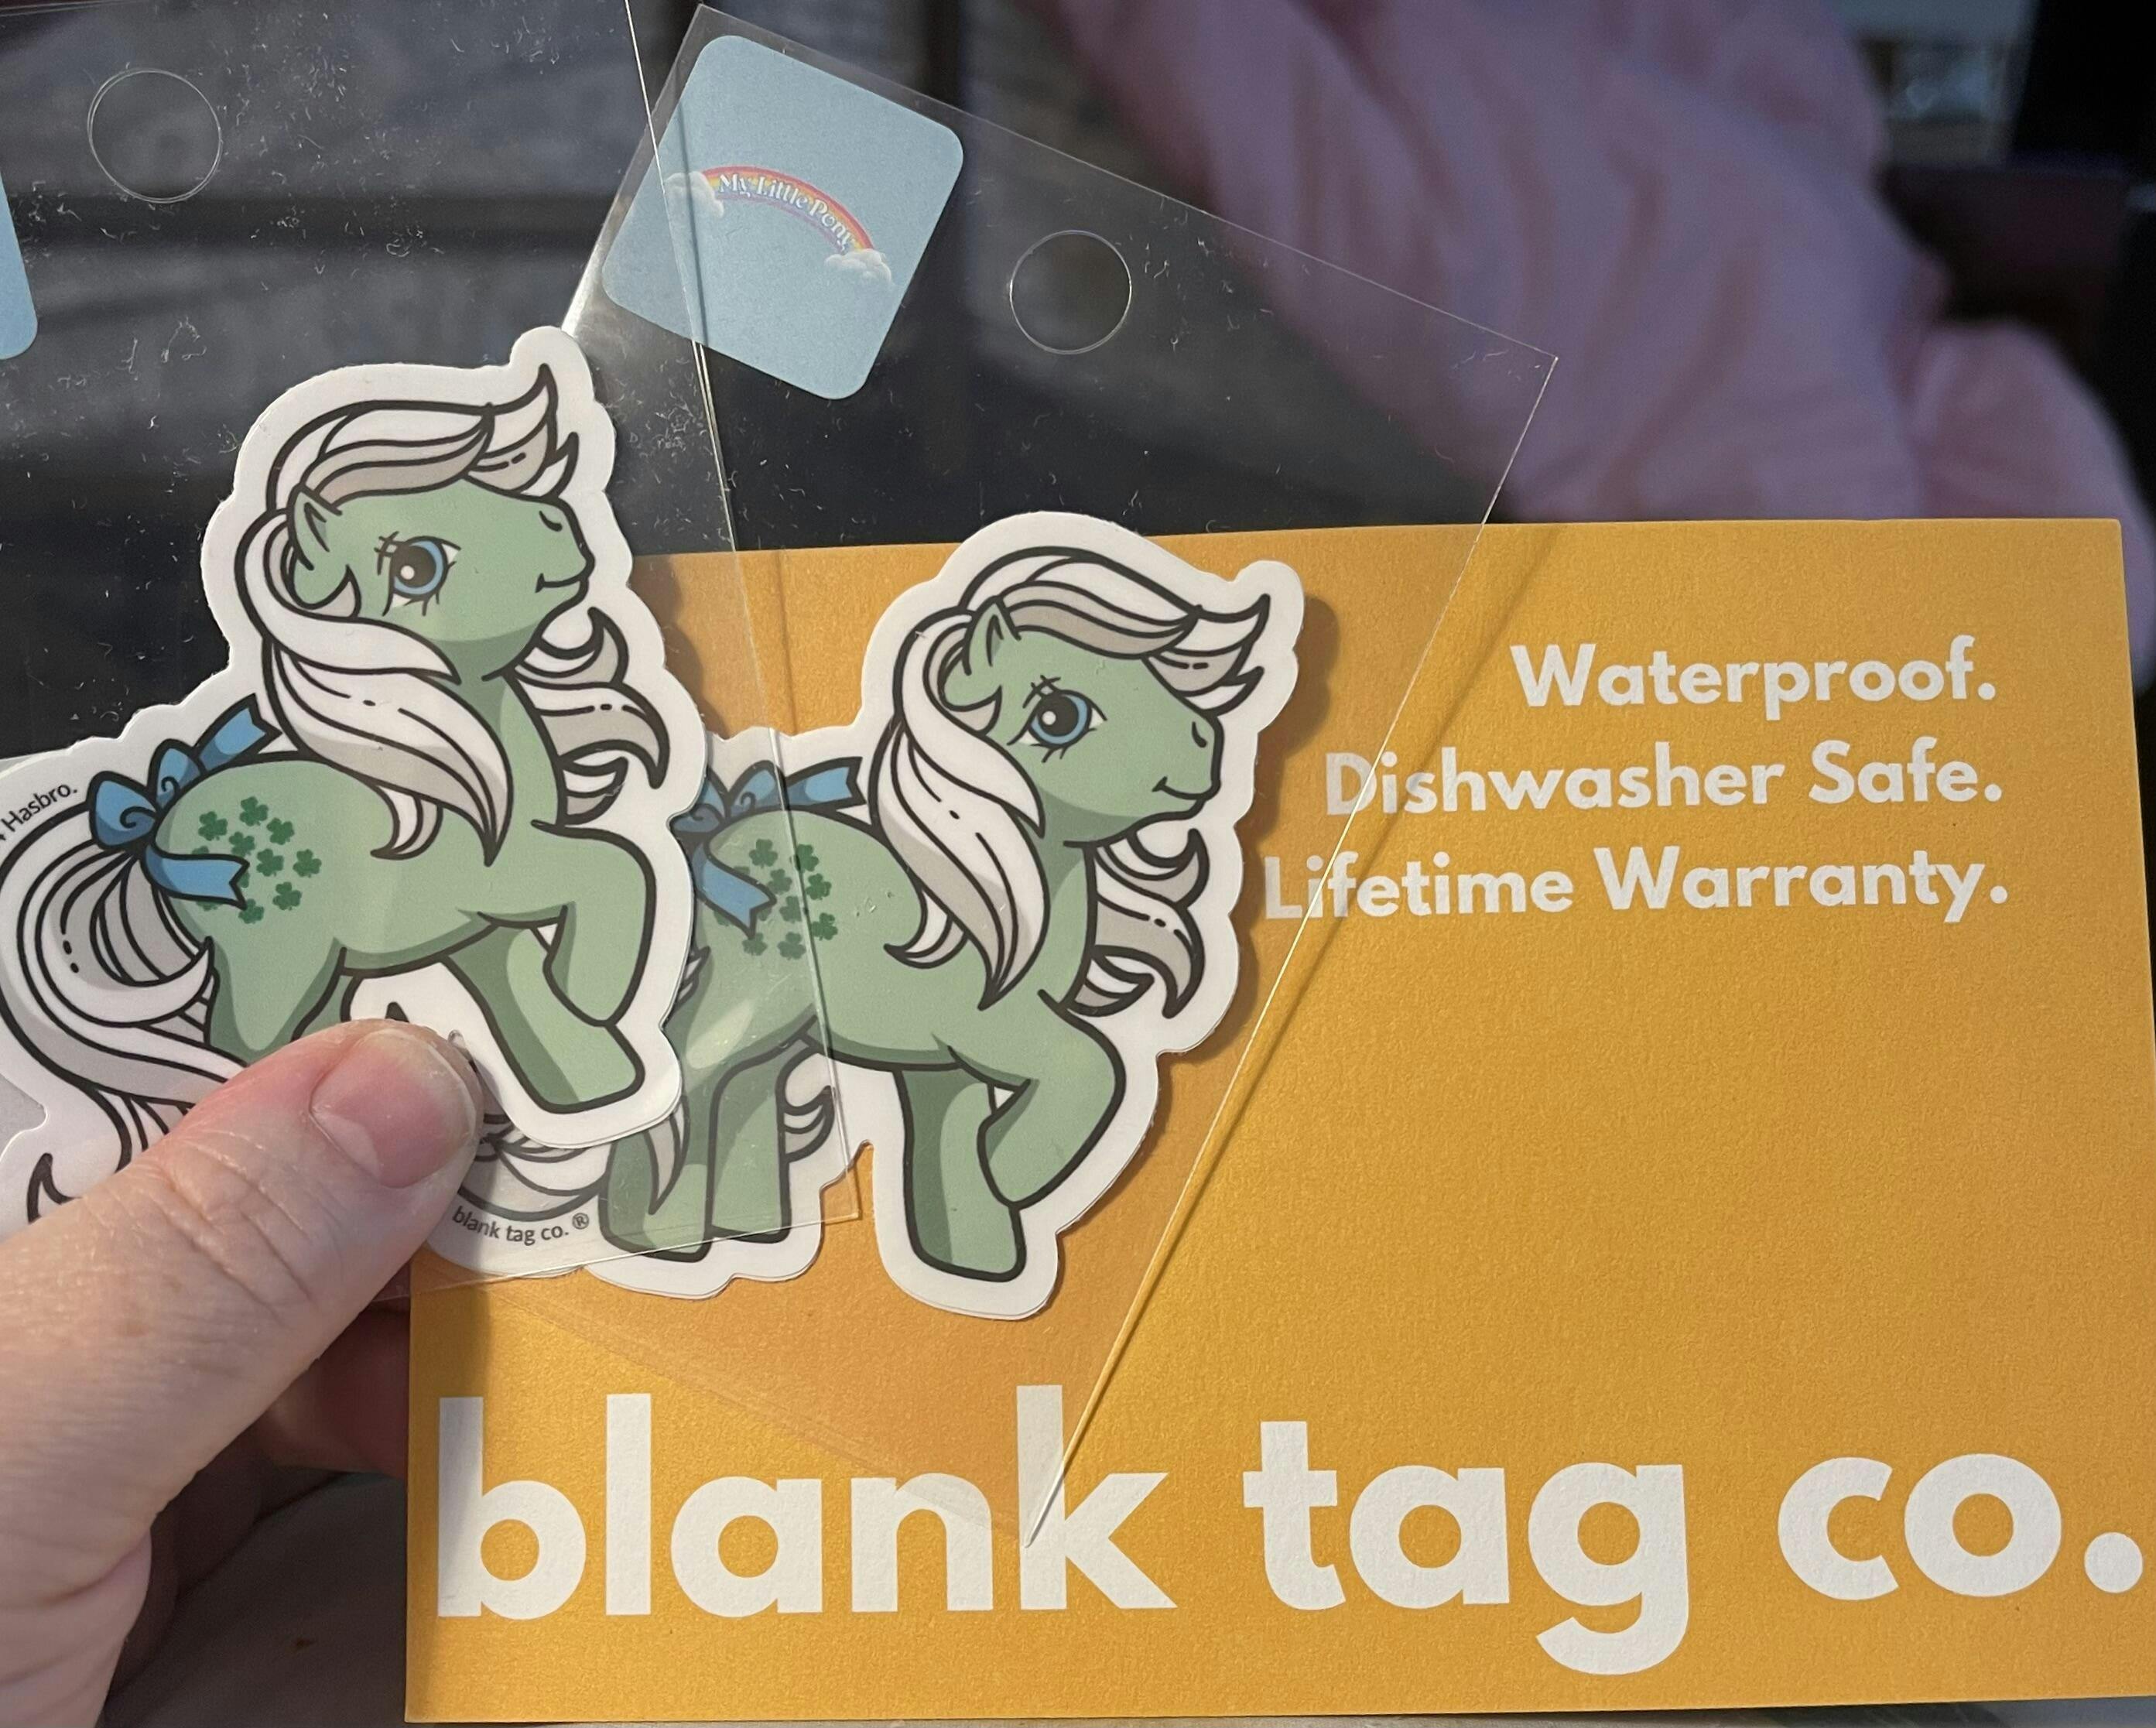 My Little Pony
Hasbro.
Waterproof.
Dishwasher Safe.
Lifetime Warranty.
blank tag co. ®
blank tag co.